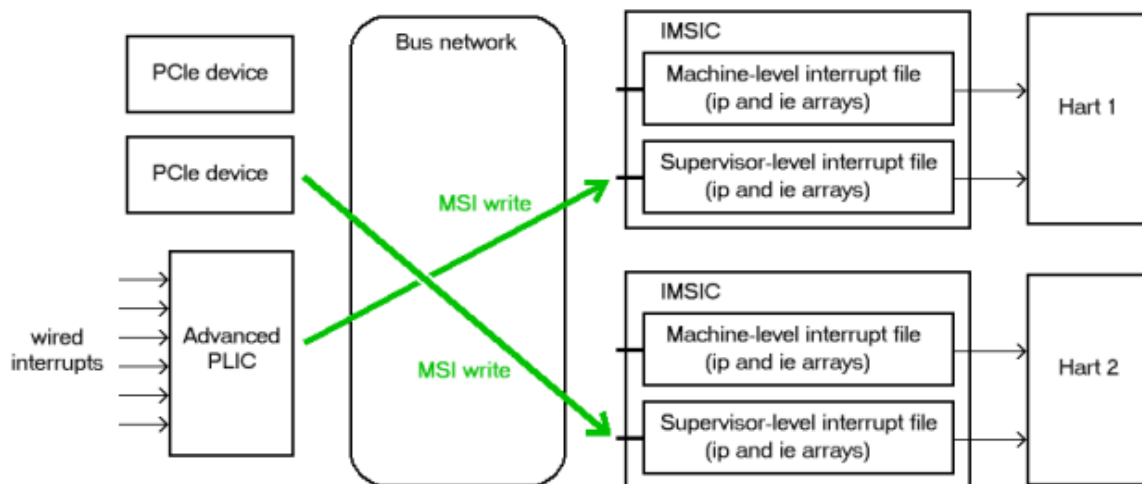 PCIe device
PCIe device
wired
interrupts
Advanced
PLIC
Bus network
MSI write
MSI write
IMSIC
Machine-level interrupt file
(ip and ie arrays)
Supervisor-level interrupt file
(ip and ie arrays)
Hart 1
IMSIC
Machine-level interrupt file
(ip and ie arrays)
Supervisor-level interrupt file
(ip and ie arrays)
Hart 2